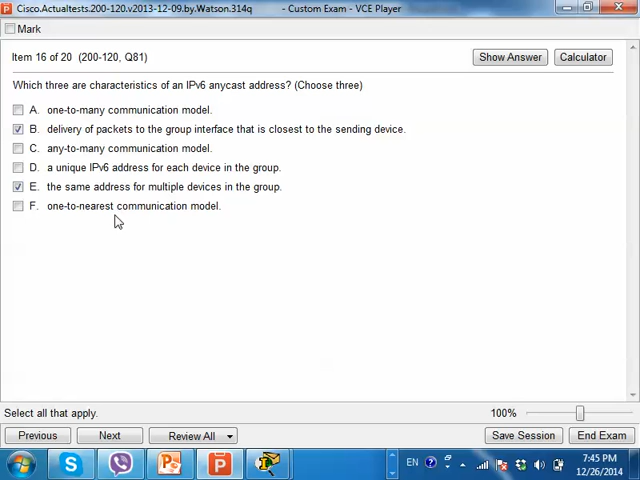 Cisco.Actualtests.200-120.v2013-12-09.by.Watson.314q - Custom Exam - VCE Player
Mark
Item 16 of 20 (200-120, Q81)
Show Answer
Calculator
Which three are characteristics of an IPv6 anycast address? (Choose three)
A. one-to-many communication model.
B. delivery of packets to the group interface that is closest to the sending device.
C. any-to-many communication model.
D. a unique IPv6 address for each device in the group.
E. the same address for multiple devices in the group.
F. one-to-nearest communication model.
Select all that apply.
100%
Previous
Next
Review All
Save Session
End Exam
EN
7:45 PM
12/26/2014